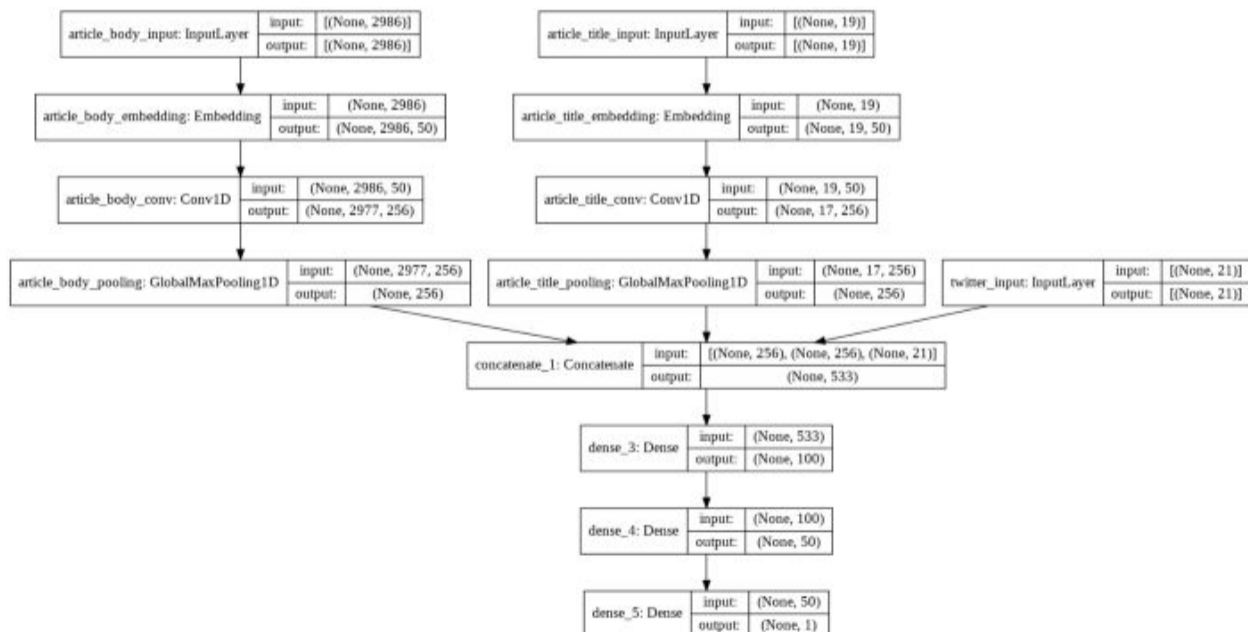 article_body_input: InputLayer
input: [(None, 2986)]
output: [(None, 2986)]
article_title_input: InputLayer
input: [(None, 19)]
output: [(None, 19)]
article_body_embedding: Embedding
input: (None, 2986)
output: (None, 2986, 50)
article_title_embedding: Embedding
input: (None, 19)
output: (None, 19, 50)
article_body_conv: Conv1D
input: (None, 2986, 50)
output: (None, 2977, 256)
article_title_conv: Conv1D
input: (None, 19, 50)
output: (None, 17, 256)
article_body_pooling: GlobalMaxPooling1D
input: (None, 2977, 256)
output: (None, 256)
article_title_pooling: GlobalMaxPooling1D
input: (None, 17, 256)
output: (None, 256)
twitter_input: InputLayer
input: [(None, 21)]
output: [(None, 21)]
concatenate_1: Concatenate
input: [(None, 256), (None, 256), (None, 21)]
output: (None, 533)
dense_3: Dense
input: (None, 533)
output: (None, 100)
dense_4: Dense
input: (None, 100)
output: (None, 50)
dense_5: Dense
input: (None, 50)
output: (None, 1)